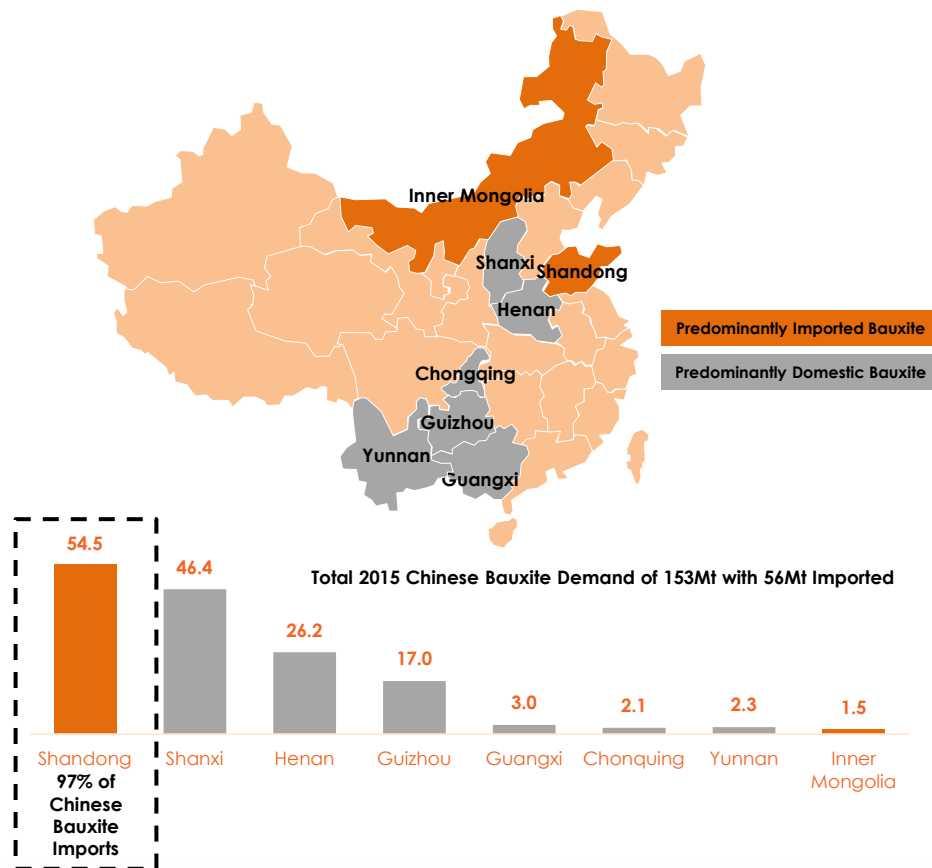 Inner Mongolia
Shanxi
Shandong
Henan
Predominantly Imported Bauxite
Predominantly Domestic Bauxite
Chongqing
Guizhou
Yunnan
Guangxi
Total 2015 Chinese Bauxite Demand of 153Mt with 56Mt Imported
54.5
46.4
26.2
17.0
3.0
2.1
2.3
1.5
Shandong
97% of
Chinese
Bauxite
Imports
Shanxi
Henan
Guizhou
Guangxi
Chonquing
Yunnan
Inner
Mongolia